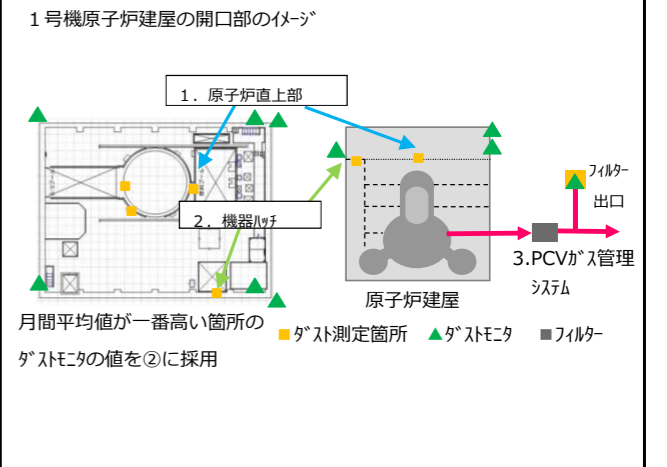 １号機原子炉建屋の開口部のｲﾒｰｼﾞ
１．原子炉直上部
２．機器ﾊｯﾁ
ﾌｨﾙﾀｰ
出口
3.PCVｶﾞｽ管理
ｼｽﾃﾑ
原子炉建屋
月間平均値が一番高い箇所の
ﾀﾞｽﾄﾓﾆﾀの値を②に採用
ﾀﾞｽﾄ測定箇所 ﾀﾞｽﾄﾓﾆﾀ ﾌｨﾙﾀｰ